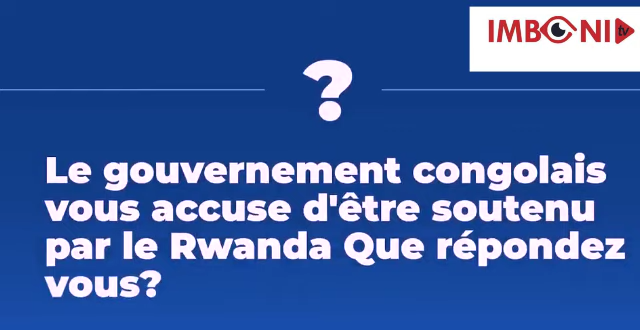 IMBONI tv
?
Le gouvernement congolais
vous accuse d'être soutenu
par le Rwanda Que répondez
vous?